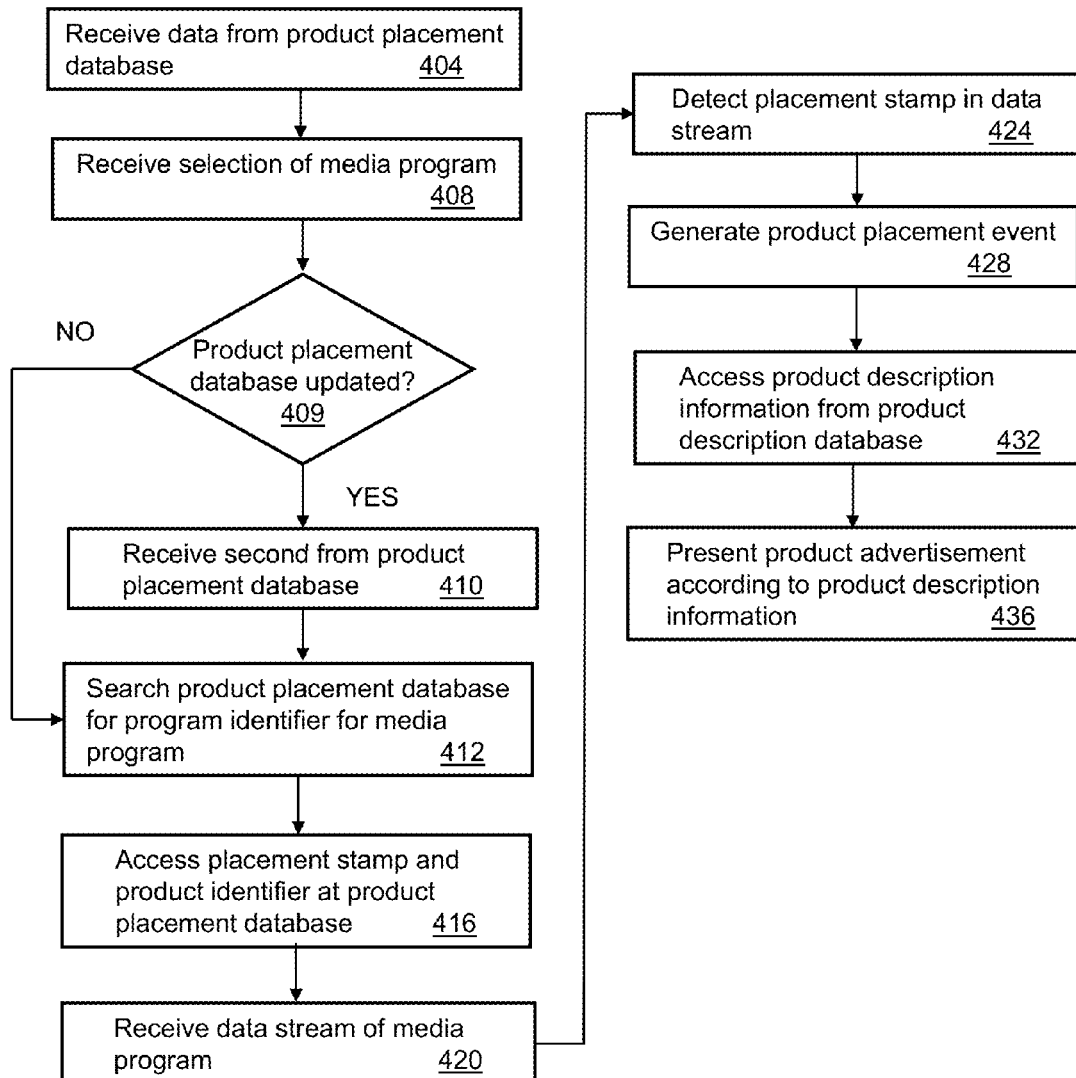 Receive data from product placement
database 404
Receive selection of media program
408
NO
Product placement
database updated?
409
YES
Receive second from product
placement database 410
Search product placement database
for program identifier for media
program 412
Access placement stamp and
product identifier at product
placement database 416
Receive data stream of media
program 420
Detect placement stamp in data
stream 424
Generate product placement event
428
Access product description
information from product
description database 432
Present product advertisement
according to product description
information 436